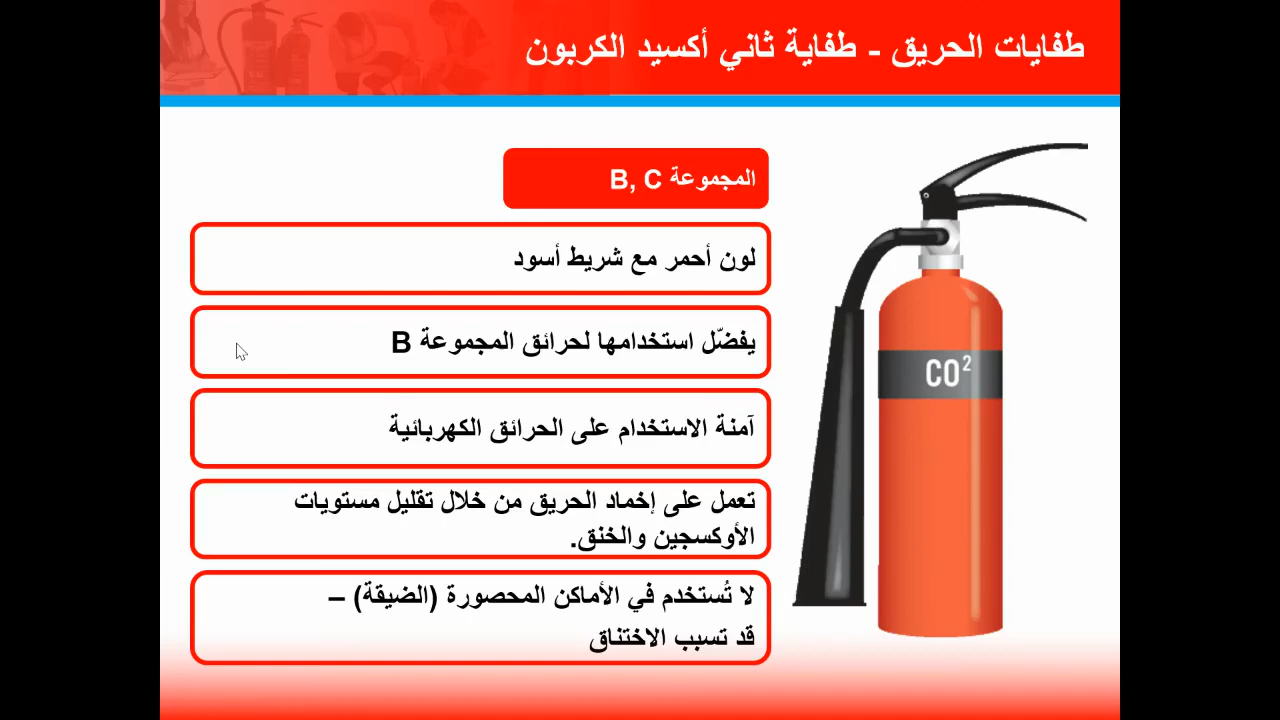 طفايات الحريق - طفاية ثاني أكسيد الكربون
المجموعة B, C
لون أحمر مع شريط أسود
يفضّل استخدامها لحرائق المجموعة B
آمنة الاستخدام على الحرائق الكهربائية
تعمل على إخماد الحريق من خلال تقليل مستويات
الأوكسجين والخنق.
لا تُستخدم في الأماكن المحصورة (الضيقة) –
قد تسبب الاختناق
CO²